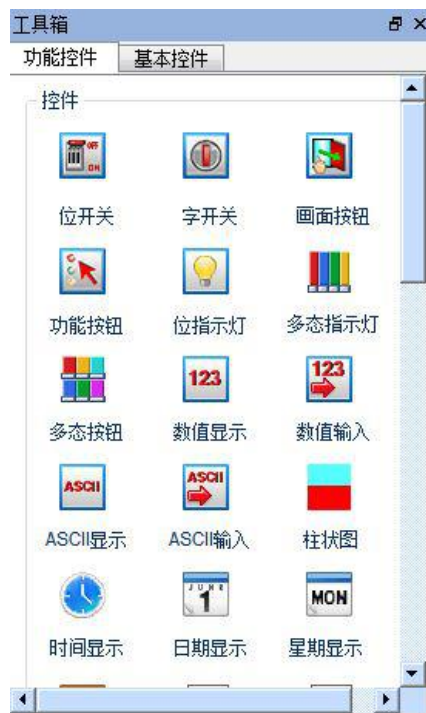 工具箱
功能控件 基本控件
控件
OFF
ON
位开关 字开关 画面按钮
功能按钮 位指示灯 多态指示灯
123
123
多态按钮 数值显示 数值输入
ASCII
ASCII
ASCII显示 ASCII输入 柱状图
JUNE
1
MON
时间显示 日期显示 星期显示